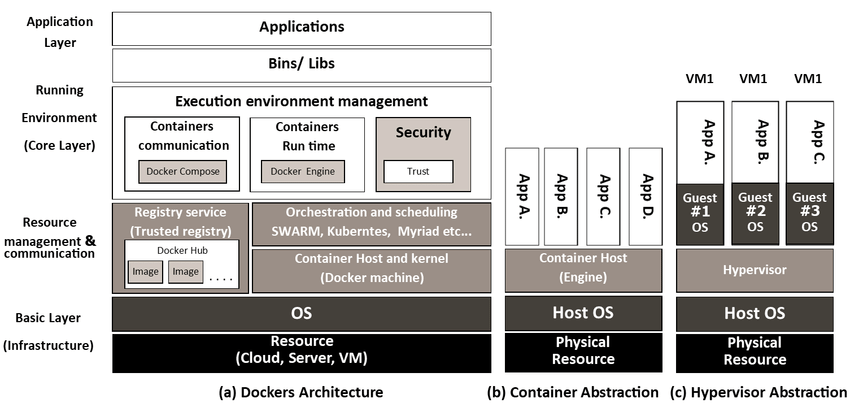 Application
Layer
Running
Environment
(Core Layer)
Resource
management &
communication
Basic Layer
(Infrastructure)
Applications
Bins/ Libs
Execution environment management
Containers
communication
Docker Compose
Containers
Run time
Docker Engine
Security
Trust
Registry service
(Trusted registry)
Docker Hub
Image
Image
. . . .
Orchestration and scheduling
SWARM, Kuberntes, Myriad etc...
Container Host and kernel
(Docker machine)
OS
Resource
(Cloud, Server, VM)
(a) Dockers Architecture
App A.
App B.
App C.
App D.
Container Host
(Engine)
Host OS
Physical
Resource
(b) Container Abstraction
VM1
VM1
VM1
App A.
App B.
App C.
Guest
#1
OS
Guest
#2
OS
Guest
#3
OS
Hypervisor
Host OS
Physical
Resource
(c) Hypervisor Abstraction